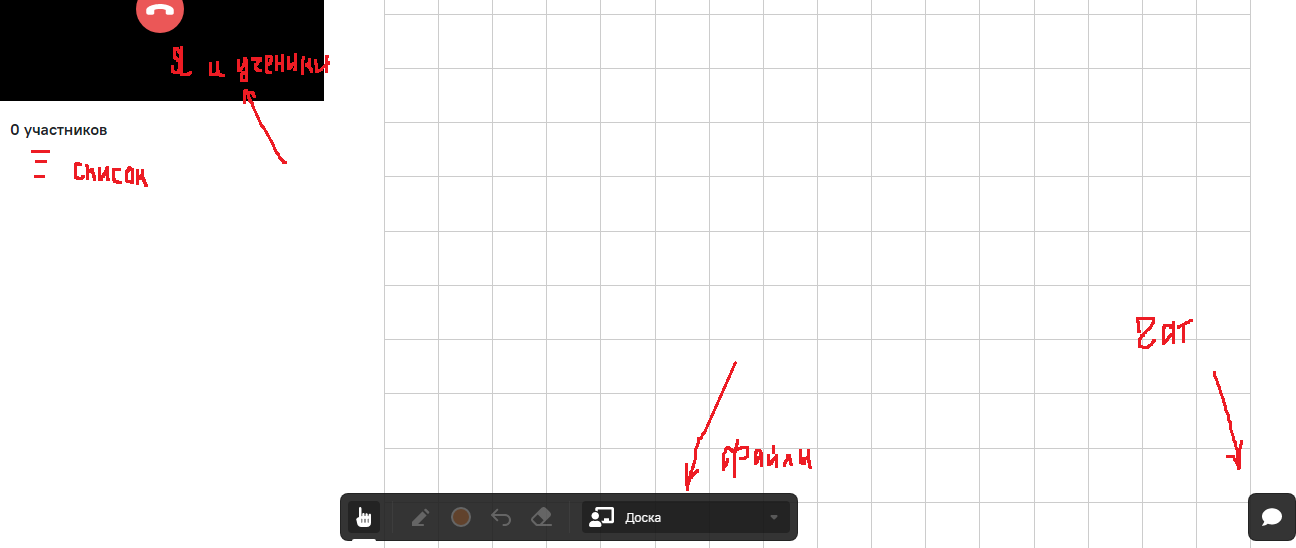 Я и ученики
0 участников
список
чат
файлы
Доска